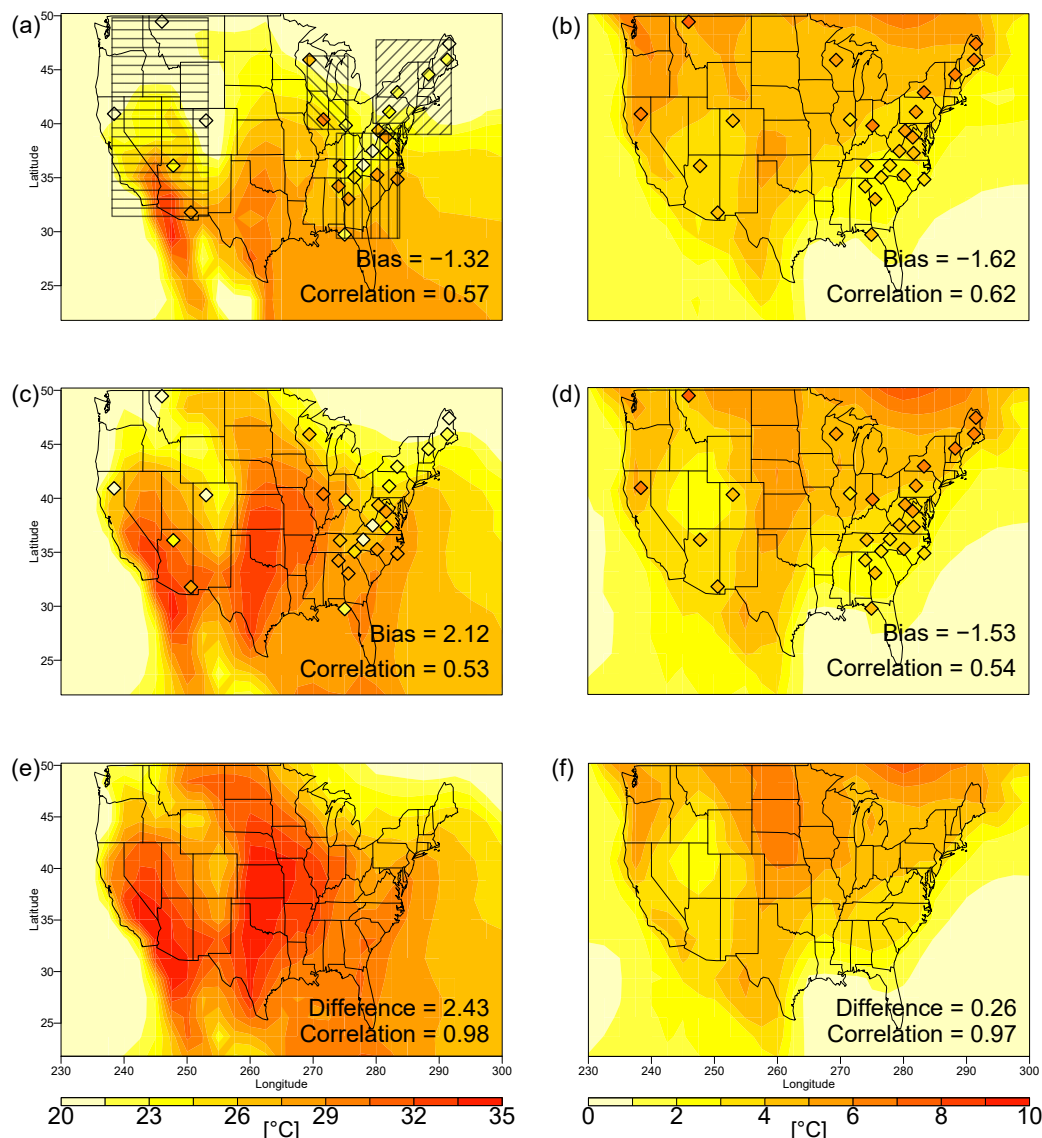 (a)
50
45
40
35
30
25
Latitude
Bias = −1.32
Correlation = 0.57
(b)
Bias = −1.62
Correlation = 0.62
(c)
50
45
40
35
30
25
Latitude
Bias = 2.12
Correlation = 0.53
(d)
Bias = −1.53
Correlation = 0.54
(e)
50
45
40
35
30
25
Latitude
Difference = 2.43
Correlation = 0.98
230 240 250 260 270 280 290 300
Longitude
(f)
Difference = 0.26
Correlation = 0.97
230 240 250 260 270 280 290 300
Longitude
20 23 26 29 32 35
[°C]
0 2 4 6 8 10
[°C]